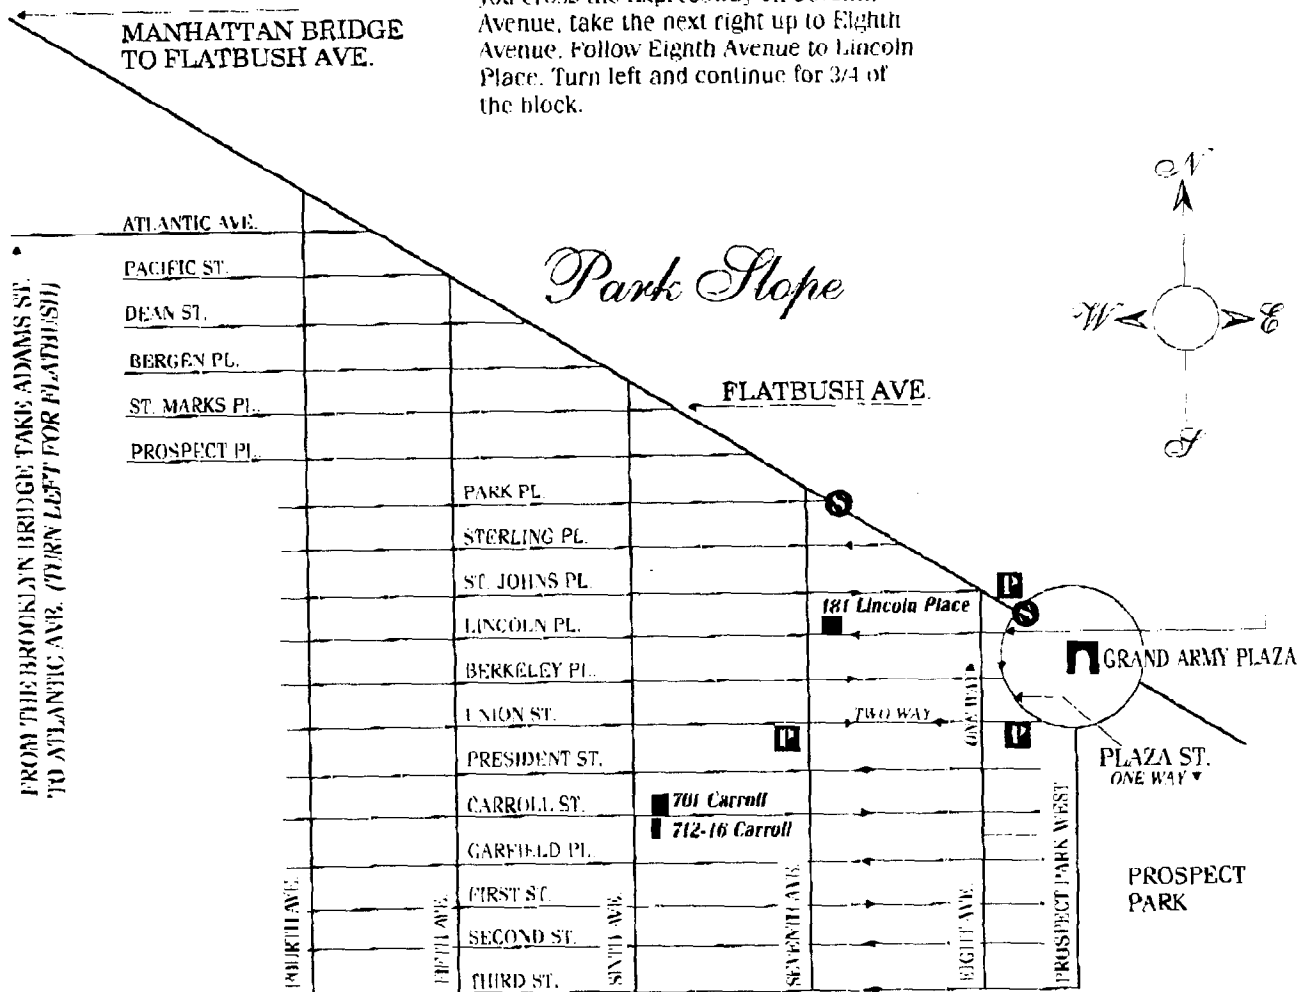 MANHATTAN BRIDGE
TO FLATBUSH AVE.
Avenue, take the next right up to Eighth
Avenue. Follow Eighth Avenue to Lincoln
Place. Turn left and continue for 3/4 of
the block.
N
W
E
S
ATLANTIC AVE.
PACIFIC ST.
DEAN ST.
BERGEN PL.
ST. MARKS PL.
PROSPECT PL.
Park Slope
FLATBUSH AVE.
FROM THE BROOKLYN BRIDGE TAKE ADAMS ST.
TO ATLANTIC AVE. (TURN LEFT FOR FLATBUSH)
PARK PL.
S
STERLING PL.
ST. JOHNS PL.
P
181 Lincoln Place
S
LINCOLN PL.
GRAND ARMY PLAZA
BERKELEY PL.
UNION ST.
TWO WAY
ONE WAY
P
P
PRESIDENT ST.
PLAZA ST.
ONE WAY
CARROLL ST.
701 Carroll
712-16 Carroll
GARFIELD PL.
FIRST ST.
SECOND ST.
THIRD ST.
FOURTH AVE.
FIFTH AVE.
SIXTH AVE.
SEVENTH AVE.
EIGHT AVE.
PROSPECT PARK WEST
PROSPECT
PARK